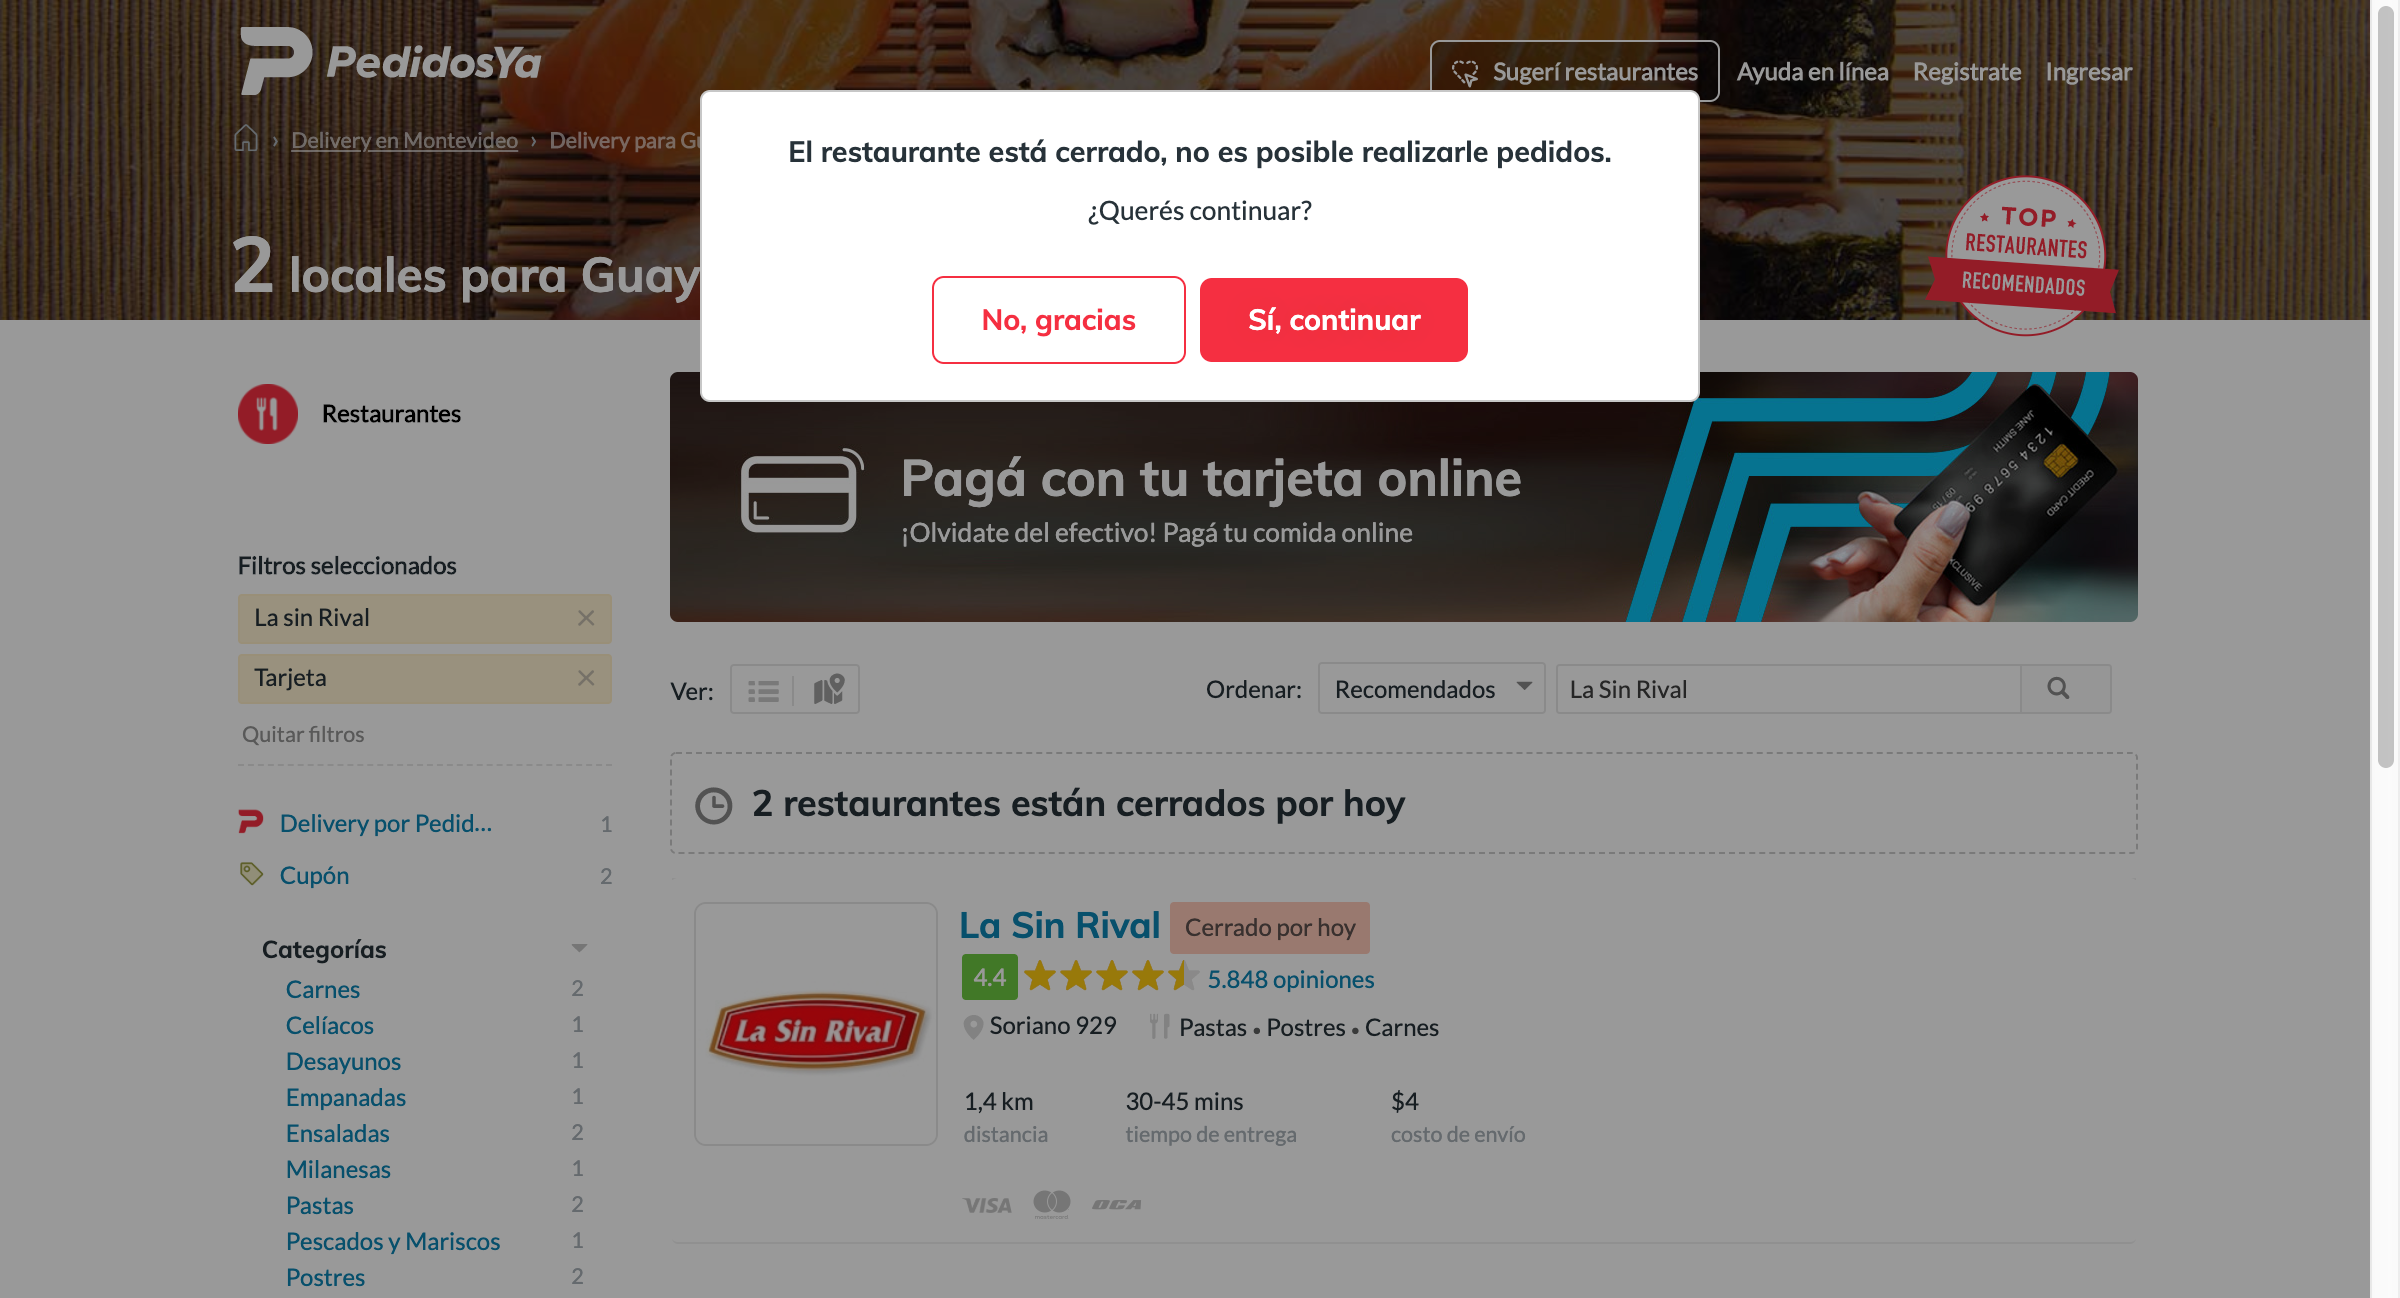 PedidosYa
Sugerí restaurantes
Ayuda en línea
Registrate
Ingresar
› Delivery en Montevideo › Delivery para Gu
El restaurante está cerrado, no es posible realizarle pedidos.
¿Querés continuar?
No, gracias
Sí, continuar
2 locales para Guay
TOP
RESTAURANTES
RECOMENDADOS
Restaurantes
Pagá con tu tarjeta online
¡Olvidate del efectivo! Pagá tu comida online
JANE SMITH
CREDIT CARD
Filtros seleccionados
La sin Rival
Tarjeta
Quitar filtros
Ver:
Ordenar:
Recomendados
La Sin Rival
2 restaurantes están cerrados por hoy
Delivery por Pedid... 1
Cupón 2
Categorías
Carnes 2
Celíacos 1
Desayunos 1
Empanadas 1
Ensaladas 2
Milanesas 1
Pastas 2
Pescados y Mariscos 1
Postres 2
La Sin Rival
La Sin Rival
Cerrado por hoy
4.4
5.848 opiniones
Soriano 929
Pastas • Postres • Carnes
1,4 km
distancia
30-45 mins
tiempo de entrega
$4
costo de envío
VISA
OCA